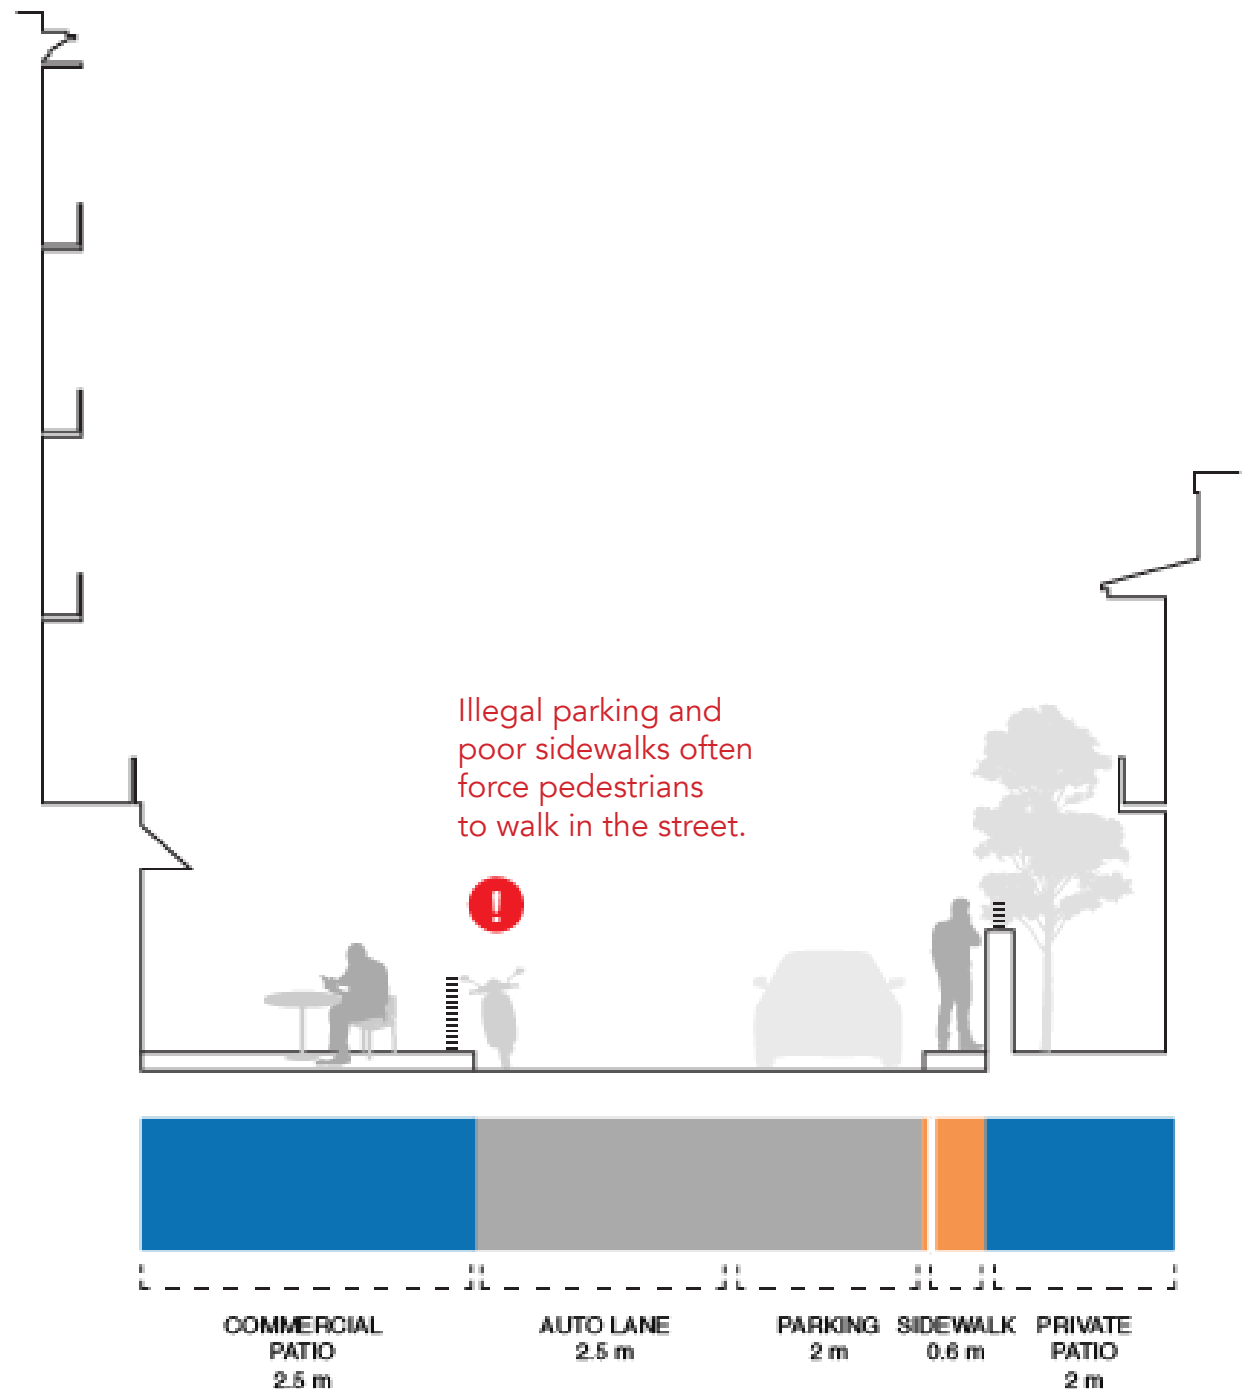 Illegal parking and
poor sidewalks often
force pedestrians
to walk in the street.
!
COMMERCIAL
PATIO
2.5 m
AUTO LANE
2.5 m
PARKING
2 m
SIDEWALK
0.6 m
PRIVATE
PATIO
2 m